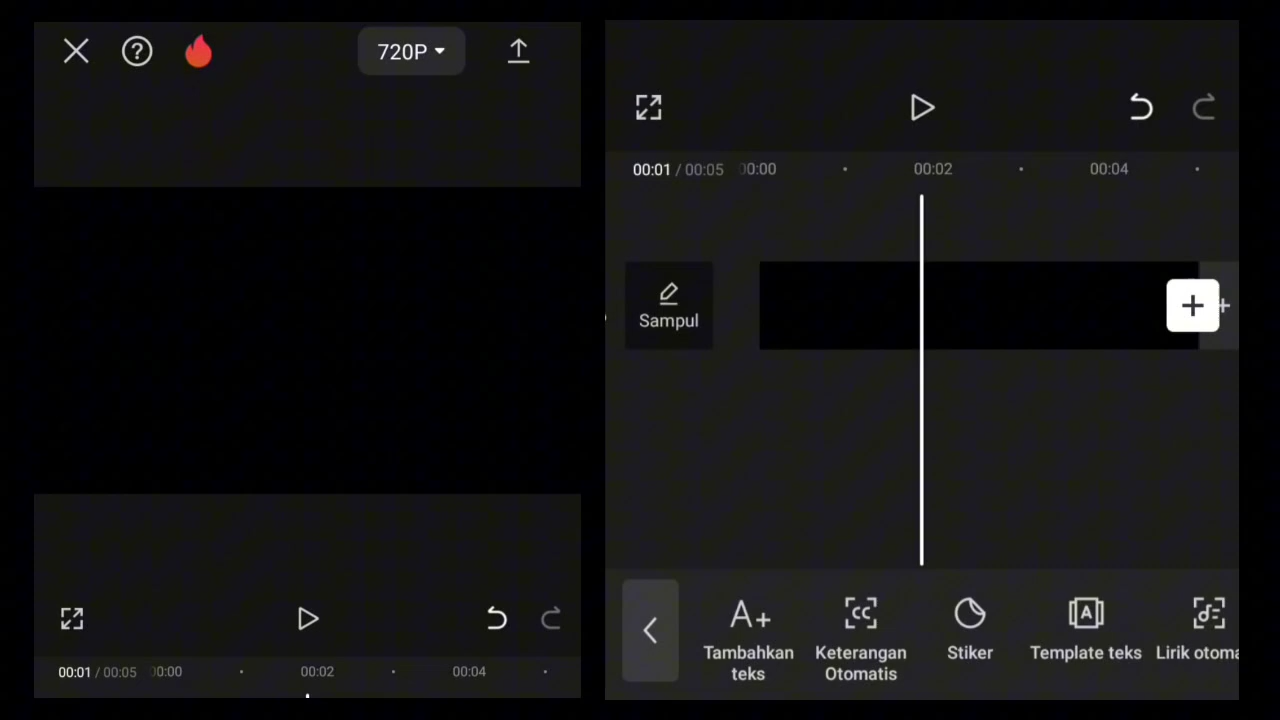 720P
00:01 / 00:05 00:00 00:02 00:04
00:01 / 00:05 00:00 00:02 00:04
Sampul
Tambahkan teks
Keterangan Otomatis
Stiker
Template teks
Lirik otoma